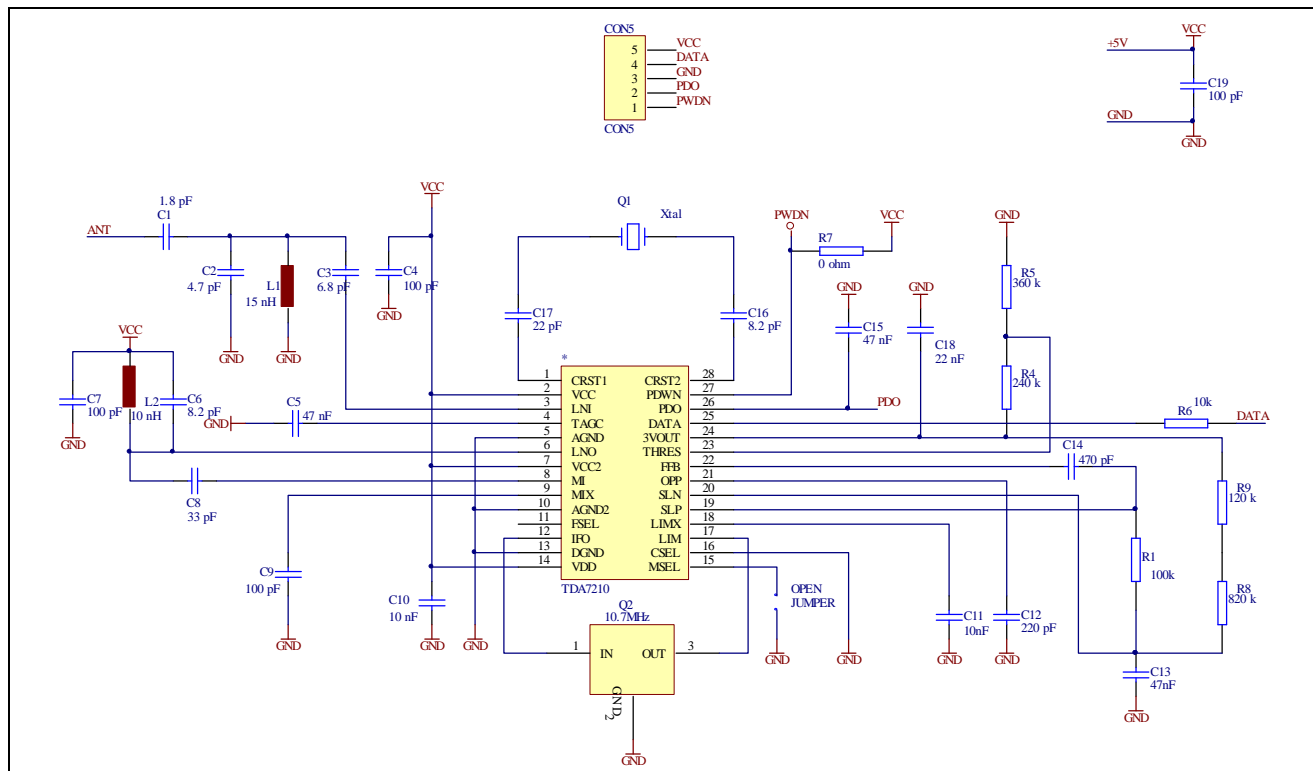 CON5
5 VCC
4 DATA
3 GND
2 PDO
1 PWDN
CON5
+5V
VCC
C19
100 pF
GND
GND
ANT
1.8 pF
C1
C2
4.7 pF
GND
L1
15 nH
GND
C3
6.8 pF
VCC
C4
100 pF
GND
Q1
Xtal
C17
22 pF
C16
8.2 pF
PWDN
R7
0 ohm
VCC
GND
C15
47 nF
PDO
GND
C18
22 nF
GND
R5
360 k
R4
240 k
VCC
C7
100 pF
GND
L2
10 nH
C6
8.2 pF
GND
C5
47 nF
C8
33 pF
C9
100 pF
GND
C10
10 nF
GND
GND
*
1 CRST1 CRST2 28
2 VCC PDWN 27
3 LNI PDO 26
4 TAGC DATA 25
5 AGND 3VOUT 24
6 LNO THRES 23
7 VCC2 FFB 22
8 MI OPP 21
9 MIX SLN 20
10 AGND2 SLP 19
11 FSEL LIMX 18
12 IFO LIM 17
13 DGND CSEL 16
14 VDD MSEL 15
TDA7210
Q2
10.7MHz
1 IN OUT 3
GND
2
GND
OPEN
JUMPER
GND
GND
R6
10k
DATA
C14
470 pF
R9
120 k
R1
100k
R8
820 k
C11
10nF
GND
C12
220 pF
GND
C13
47nF
GND